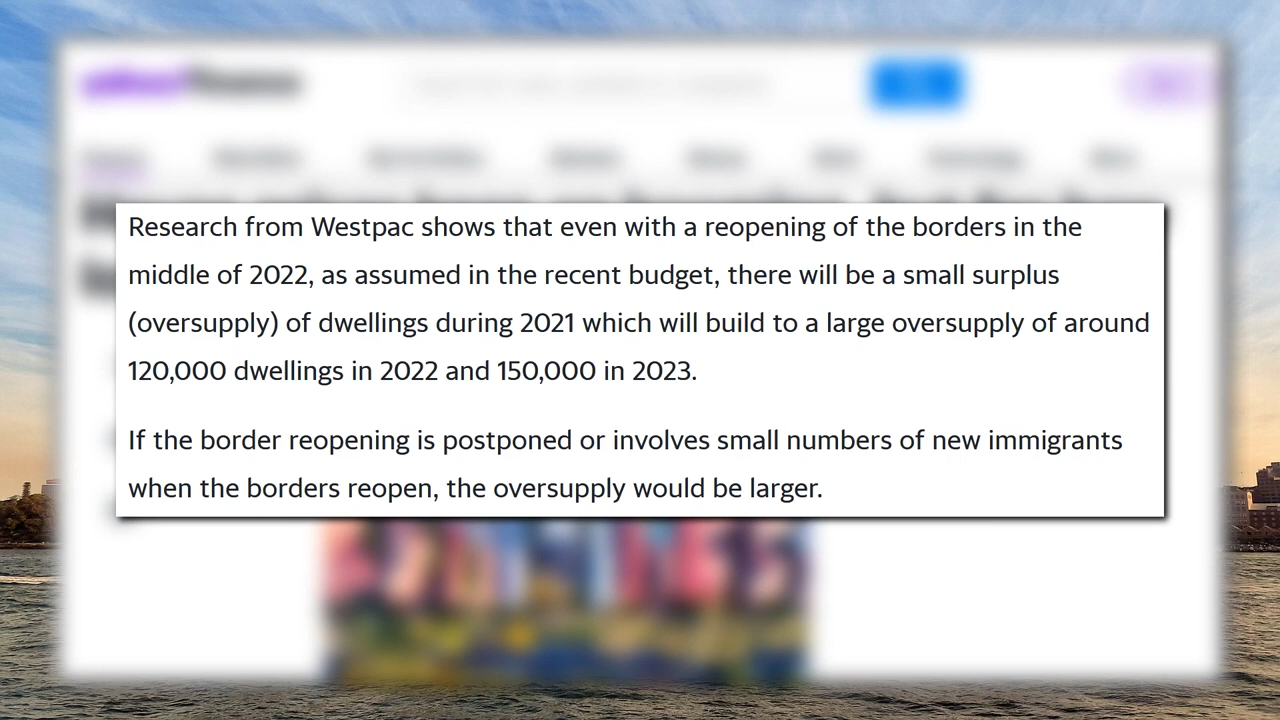 Research from Westpac shows that even with a reopening of the borders in the
middle of 2022, as assumed in the recent budget, there will be a small surplus
(oversupply) of dwellings during 2021 which will build to a large oversupply of around
120,000 dwellings in 2022 and 150,000 in 2023.
If the border reopening is postponed or involves small numbers of new immigrants
when the borders reopen, the oversupply would be larger.